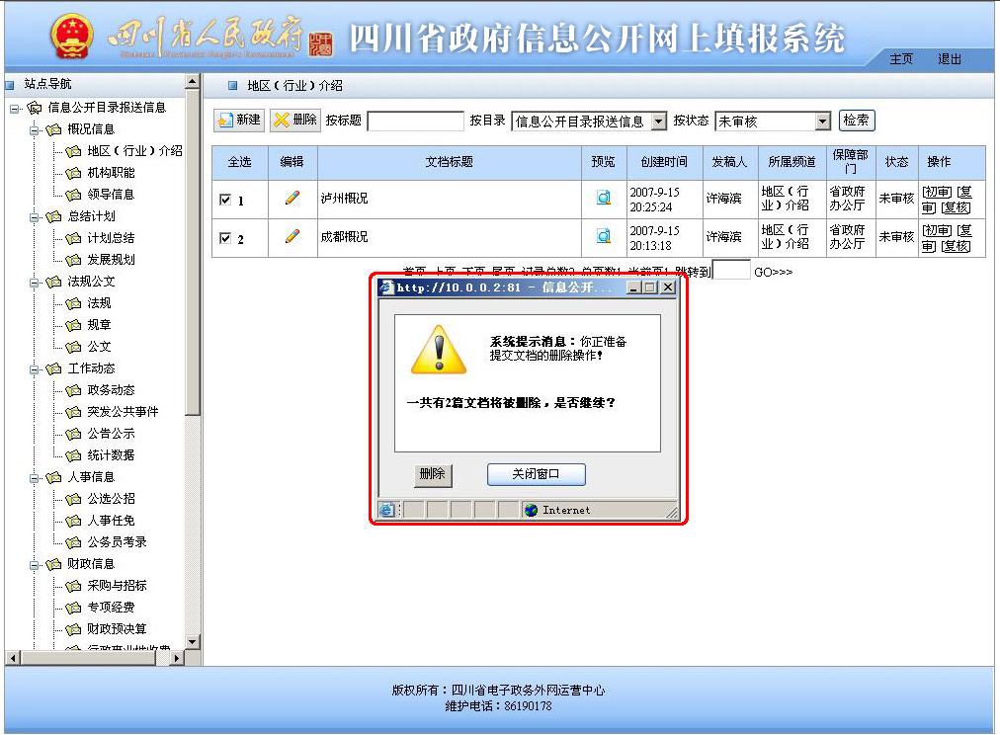 四川省人民政府
四川省政府信息公开网上填报系统
主页 退出
站点导航
地区（行业）介绍
信息公开目录报送信息
概况信息
地区（行业）介绍
机构职能
领导信息
总结计划
计划总结
发展规划
法规公文
法规
规章
公文
工作动态
政务动态
突发公共事件
公告公示
统计数据
人事信息
公选公招
人事任免
公务员考录
财政信息
采购与招标
专项经费
财政预决算
新建 删除 按标题 按目录 信息公开目录报送信息 按状态 未审核 检索
全选 编辑 文档标题 预览 创建时间 发稿人 所属频道 保障部门 状态 操作
1 泸州概况 2007-9-15 20:25:24 许海滨 地区（行业）介绍 省政府办公厅 未审核 [初审] [复审] [复核]
2 成都概况 2007-9-15 20:13:18 许海滨 地区（行业）介绍 省政府办公厅 未审核 [初审] [复审] [复核]
首页 上页 下页 尾页 记录总数2 总页数1 当前页1 跳转到 GO>>>
http://10.0.0.2:81 - 信息公开...
系统提示消息：你正准备
提交文档的删除操作!
一共有2篇文档将被删除，是否继续？
删除 关闭窗口
Internet
版权所有：四川省电子政务外网运营中心
维护电话：86190178